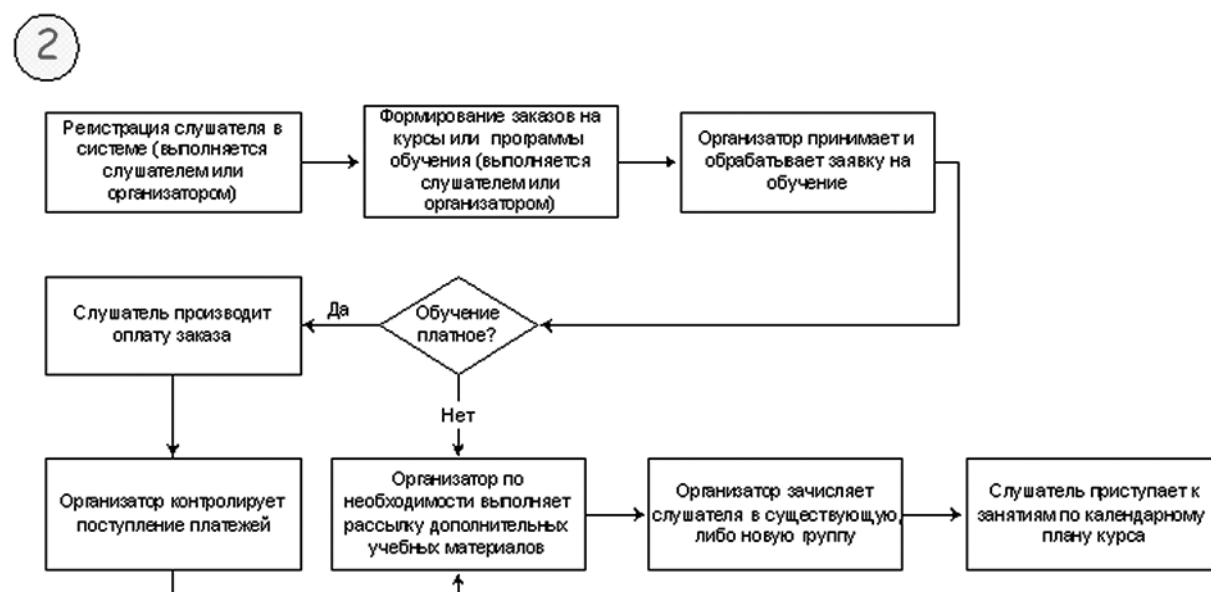 2
Регистрация слушателя в
системе (выполняется
слушателем или
организатором)
Формирование заказов на
курсы или программы
обучения (выполняется
слушателем или
организатором)
Организатор принимает и
обрабатывает заявку на
обучение
Слушатель производит
оплату заказа
Да
Обучение
платное?
Нет
Организатор контролирует
поступление платежей
Организатор по
необходимости выполняет
рассылку дополнительных
учебных материалов
Организатор зачисляет
слушателя в существующую,
либо новую группу
Слушатель приступает к
занятиям по календарному
плану курса